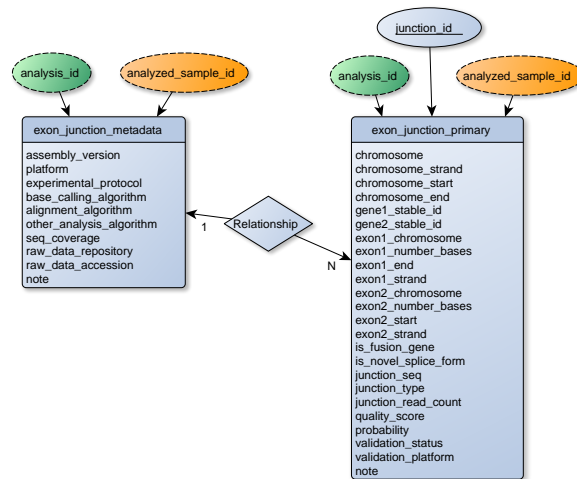 junction_id
analysis_id
analyzed_sample_id
analysis_id
analyzed_sample_id
exon_junction_metadata
assembly_version
platform
experimental_protocol
base_calling_algorithm
alignment_algorithm
other_analysis_algorithm
seq_coverage
raw_data_repository
raw_data_accession
note
1
Relationship
N
exon_junction_primary
chromosome
chromosome_strand
chromosome_start
chromosome_end
gene1_stable_id
gene2_stable_id
exon1_chromosome
exon1_number_bases
exon1_end
exon1_strand
exon2_chromosome
exon2_number_bases
exon2_start
exon2_strand
is_fusion_gene
is_novel_splice_form
junction_seq
junction_type
junction_read_count
quality_score
probability
validation_status
validation_platform
note